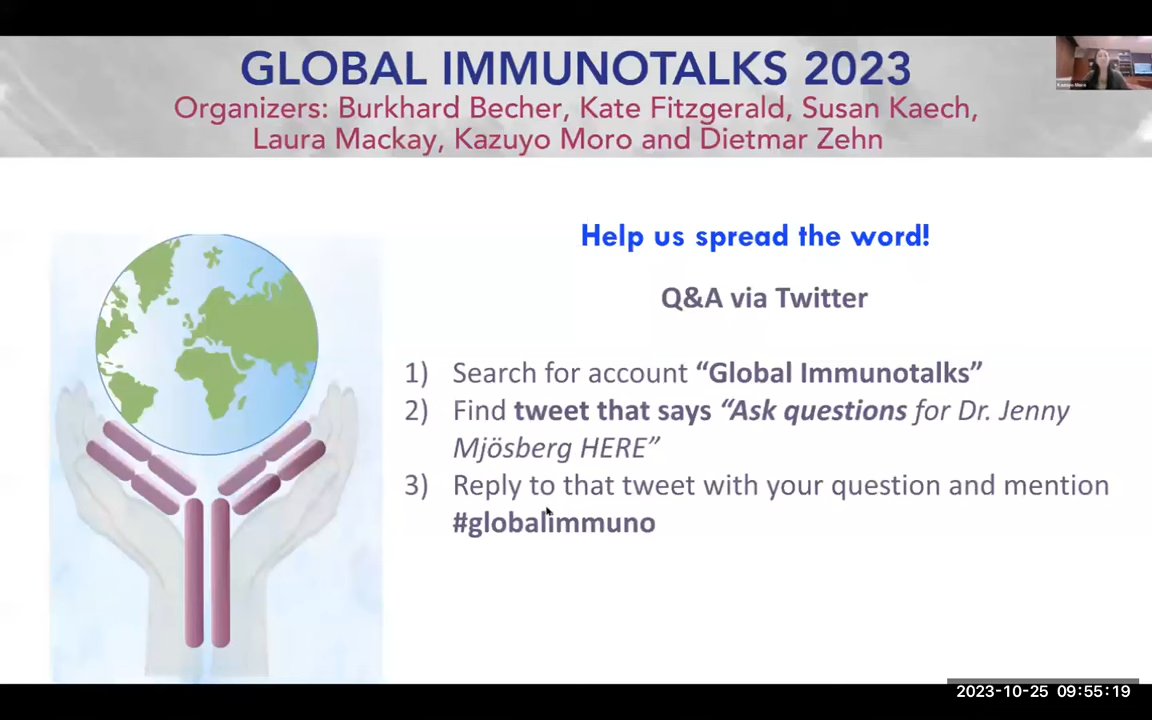 GLOBAL IMMUNOTALKS 2023
Organizers: Burkhard Becher, Kate Fitzgerald, Susan Kaech,
Laura Mackay, Kazuyo Moro and Dietmar Zehn
Kazuyo Moro
Help us spread the word!
Q&A via Twitter
1) Search for account “Global Immunotalks”
2) Find tweet that says “Ask questions for Dr. Jenny
Mjösberg HERE”
3) Reply to that tweet with your question and mention
#globalimmuno
2023-10-25 09:55:19